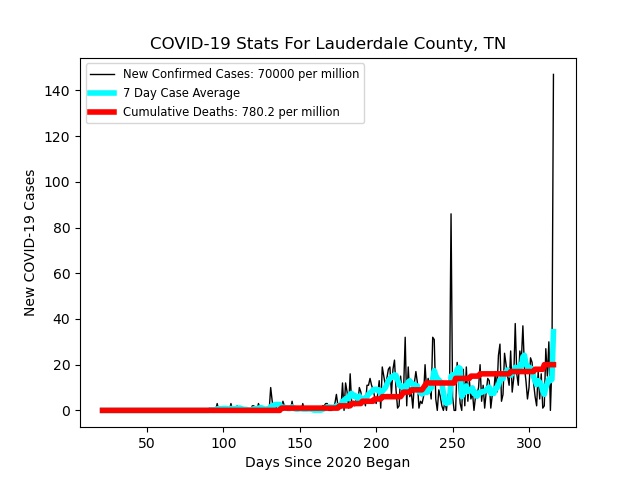 COVID-19 Stats For Lauderdale County, TN
New Confirmed Cases: 70000 per million
7 Day Case Average
Cumulative Deaths: 780.2 per million
New COVID-19 Cases
140
120
100
80
60
40
20
0
50 100 150 200 250 300
Days Since 2020 Began